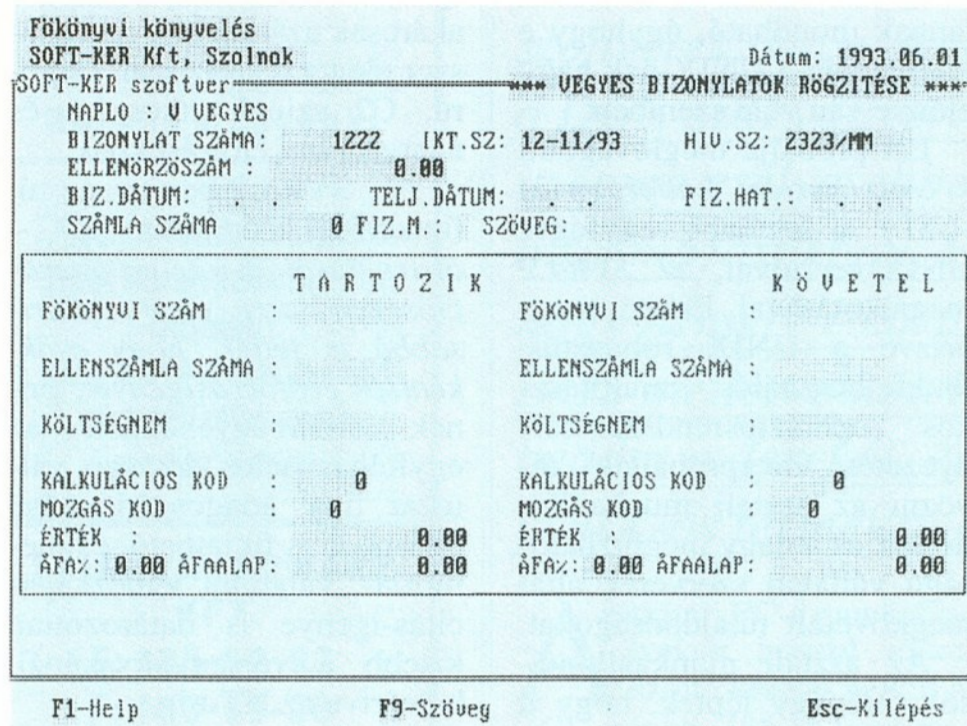 Fökönyvi könyvelés
SOFT-KER Kft, Szolnok Dátum: 1993.06.01
SOFT-KER szoftver *** VEGYES BIZONYLATOK RöGZITÉSE ***
NAPLO : V VEGYES
BIZONYLAT SZÁMA: 1222 IKT.SZ: 12-11/93 HIV.SZ: 2323/MM
ELLENöRZöSZÁM : 0.00
BIZ.DÁTUM: . . TELJ.DÁTUM: . . FIZ.HAT.: . .
SZÁMLA SZÁMA 0 FIZ.M.: SZÖVEG:
T A R T O Z I K K ö V E T E L
FöKöNYVI SZÁM : FöKöNYVI SZÁM :
ELLENSZÁMLA SZÁMA : ELLENSZÁMLA SZÁMA :
KöLTSÉGNEM : KöLTSÉGNEM :
KALKULÁCIOS KOD : 0 KALKULÁCIOS KOD : 0
MOZGÁS KOD : 0 MOZGÁS KOD : 0
ÉRTÉK : 0.00 ÉRTÉK : 0.00
ÁFA%: 0.00 ÁFAALAP: 0.00 ÁFA%: 0.00 ÁFAALAP: 0.00
F1-Help F9-Szöveg Esc-Kilépés